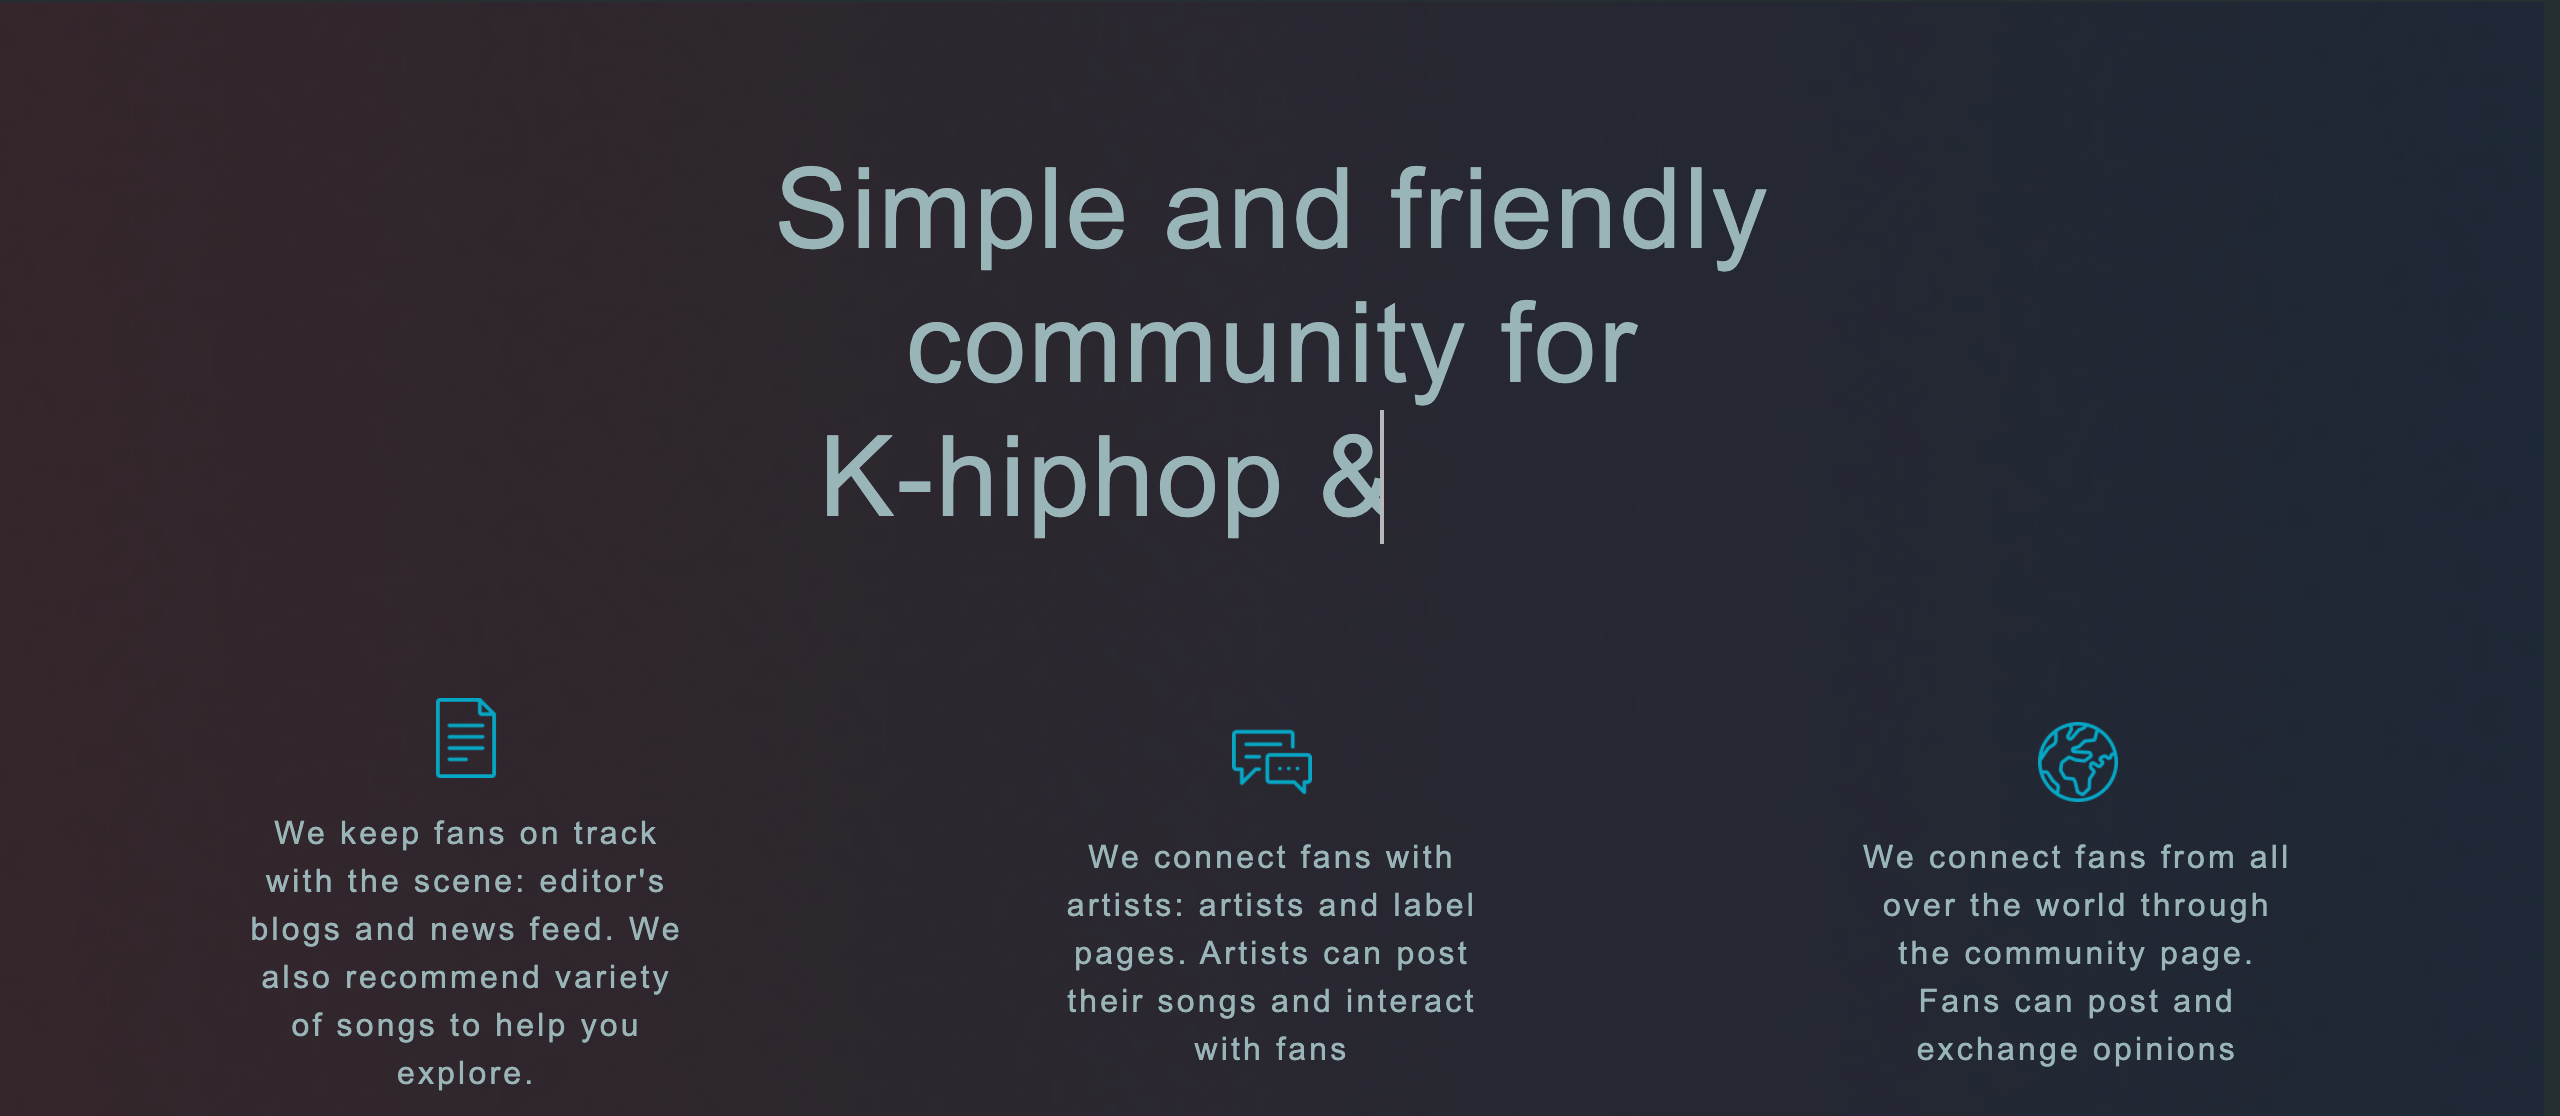 Simple and friendly
community for
K-hiphop &
We keep fans on track
with the scene: editor's
blogs and news feed. We
also recommend variety
of songs to help you
explore.
We connect fans with
artists: artists and label
pages. Artists can post
their songs and interact
with fans
We connect fans from all
over the world through
the community page.
Fans can post and
exchange opinions